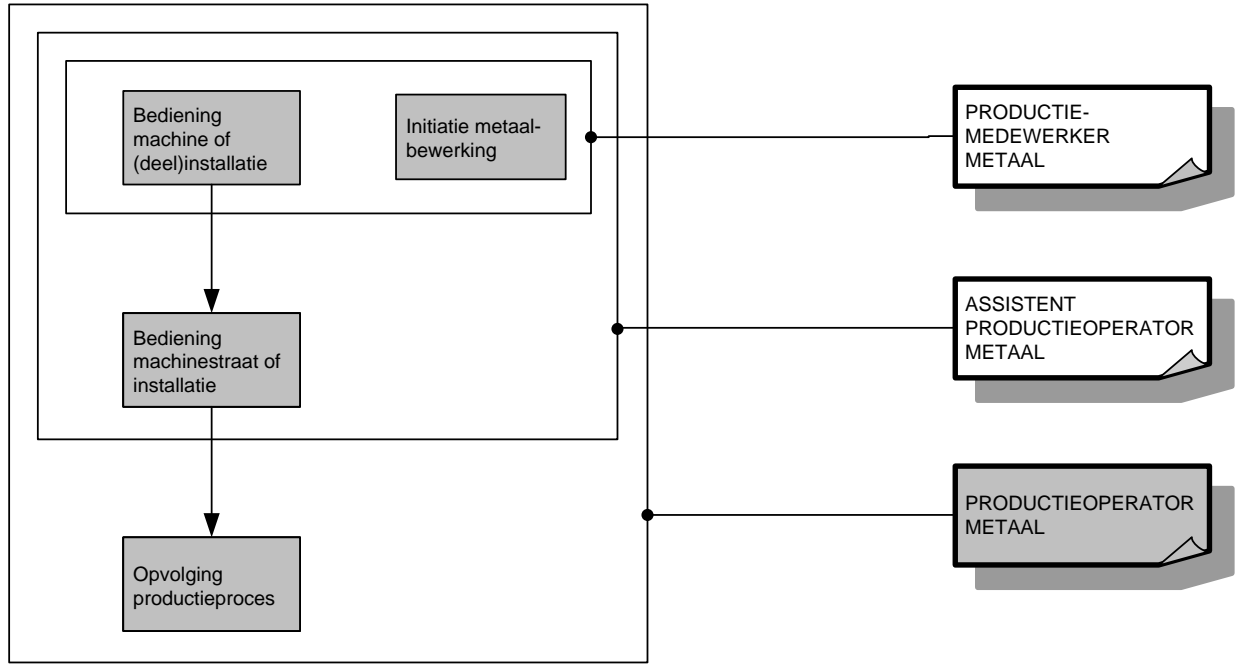 Bediening
machine of
(deel)installatie
Initiatie metaal-
bewerking
PRODUCTIE-
MEDEWERKER
METAAL
Bediening
machinestraat of
installatie
ASSISTENT
PRODUCTIEOPERATOR
METAAL
Opvolging
productieproces
PRODUCTIEOPERATOR
METAAL